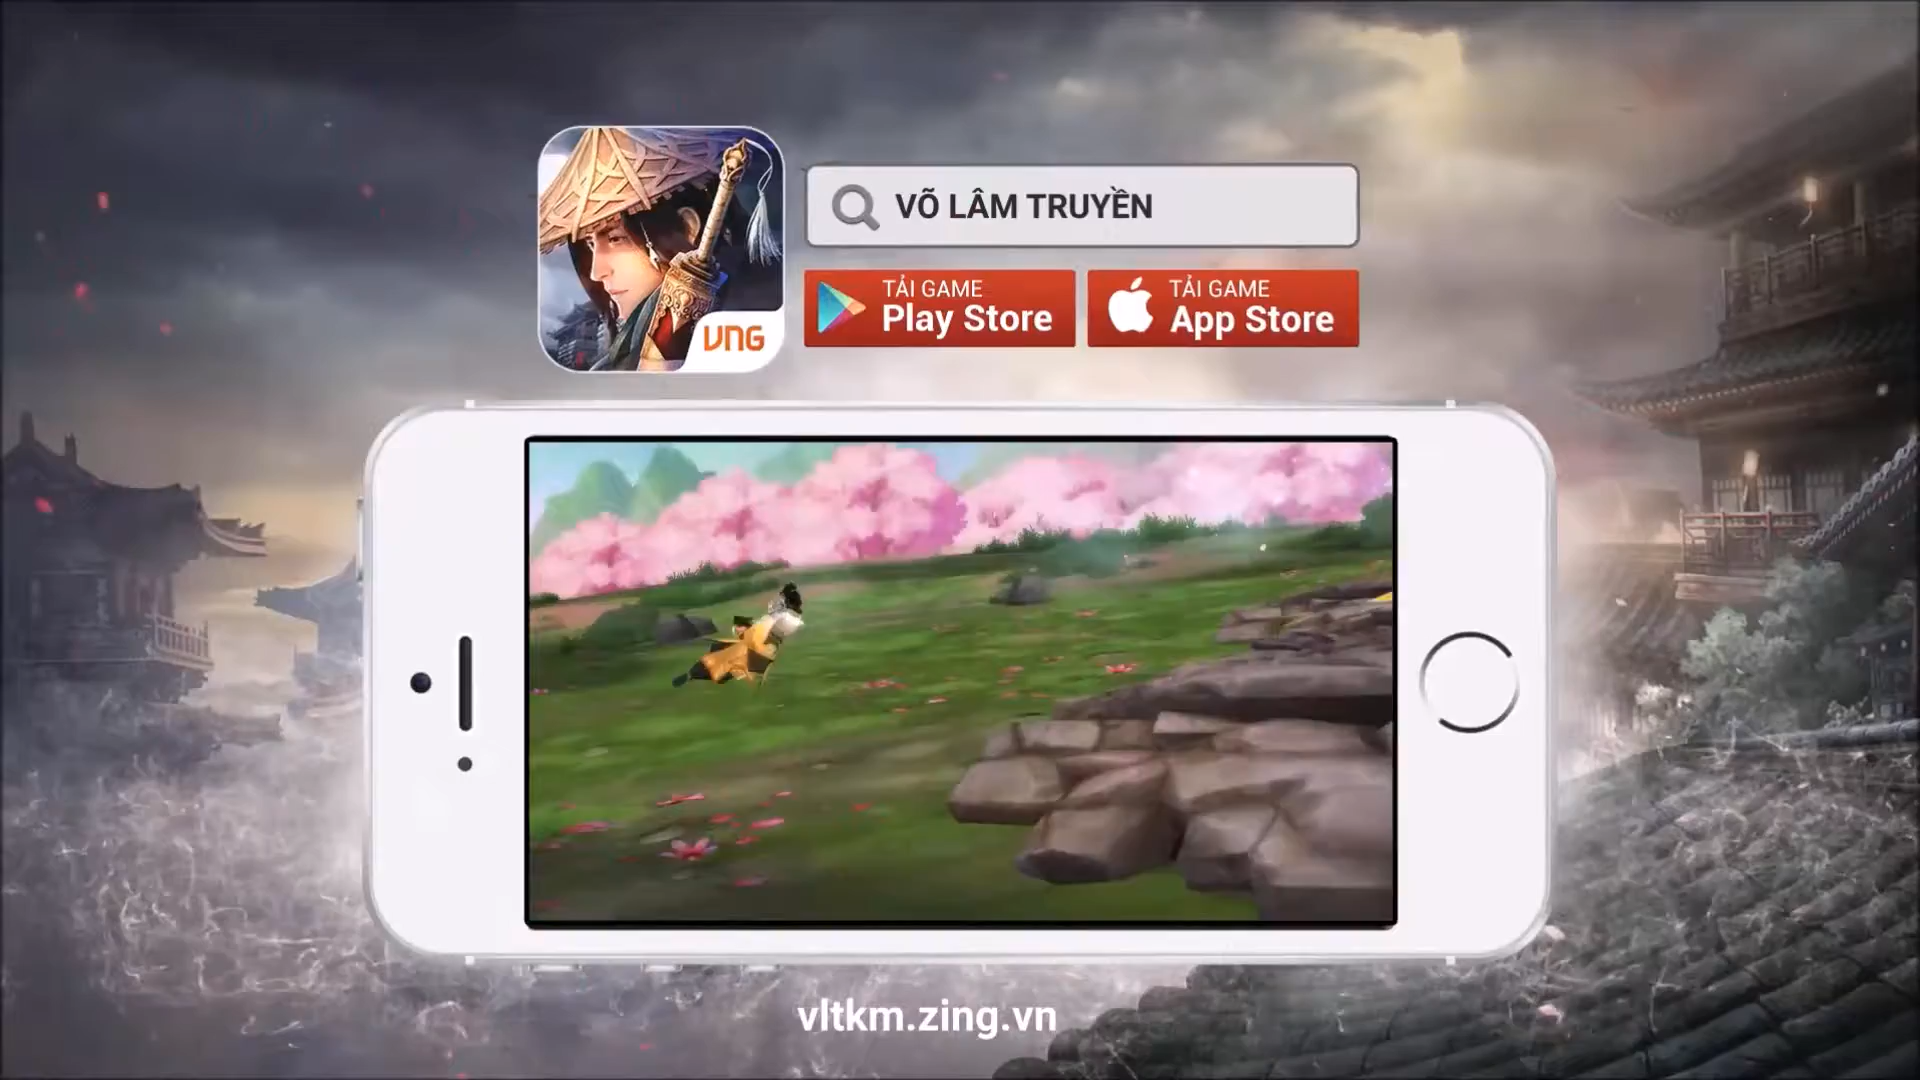 VÕ LÂM TRUYỀN
TẢI GAME
Play Store
TẢI GAME
App Store
VNG
vltkm.zing.vn